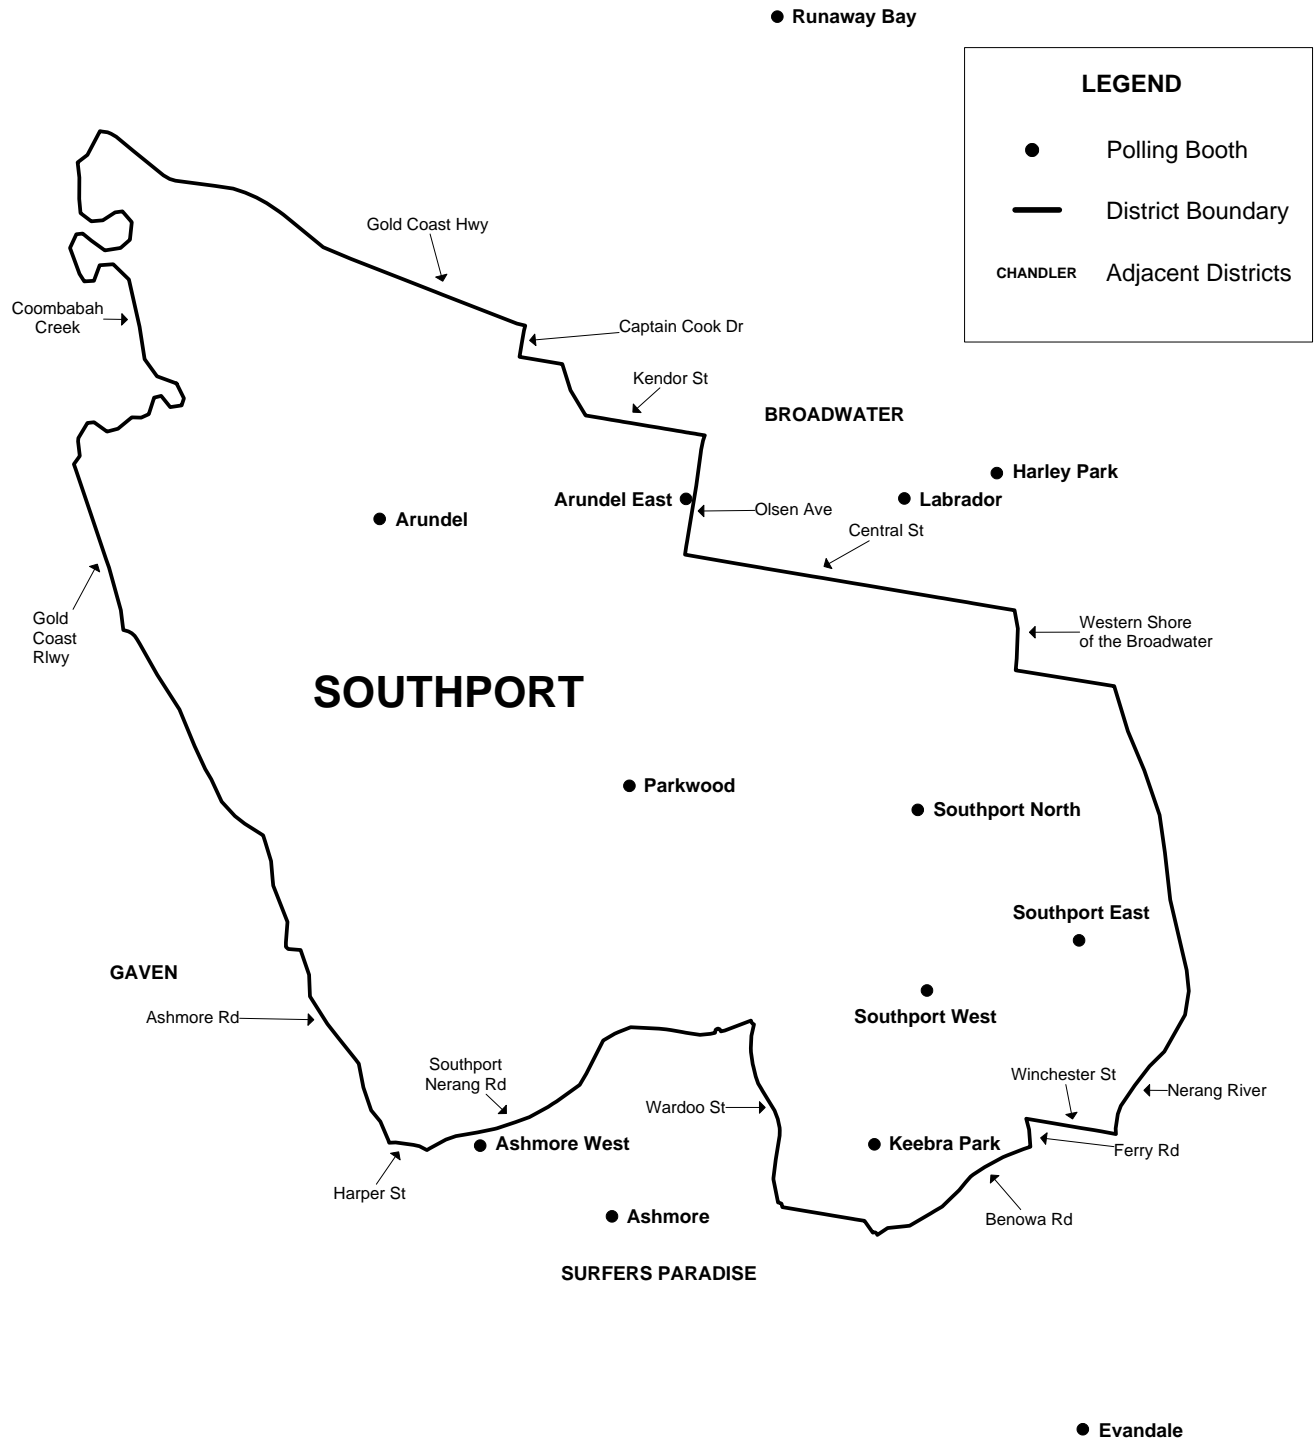 Runaway Bay
LEGEND
Polling Booth
District Boundary
CHANDLER Adjacent Districts
Gold Coast Hwy
Coombabah
Creek
Captain Cook Dr
Kendor St
BROADWATER
Harley Park
Arundel East
Labrador
Olsen Ave
Arundel
Central St
Gold
Coast
Rlwy
Western Shore
of the Broadwater
SOUTHPORT
Parkwood
Southport North
Southport East
GAVEN
Ashmore Rd
Southport West
Southport
Nerang Rd
Winchester St
Nerang River
Wardoo St
Ashmore West
Keebra Park
Ferry Rd
Harper St
Ashmore
Benowa Rd
SURFERS PARADISE
Evandale